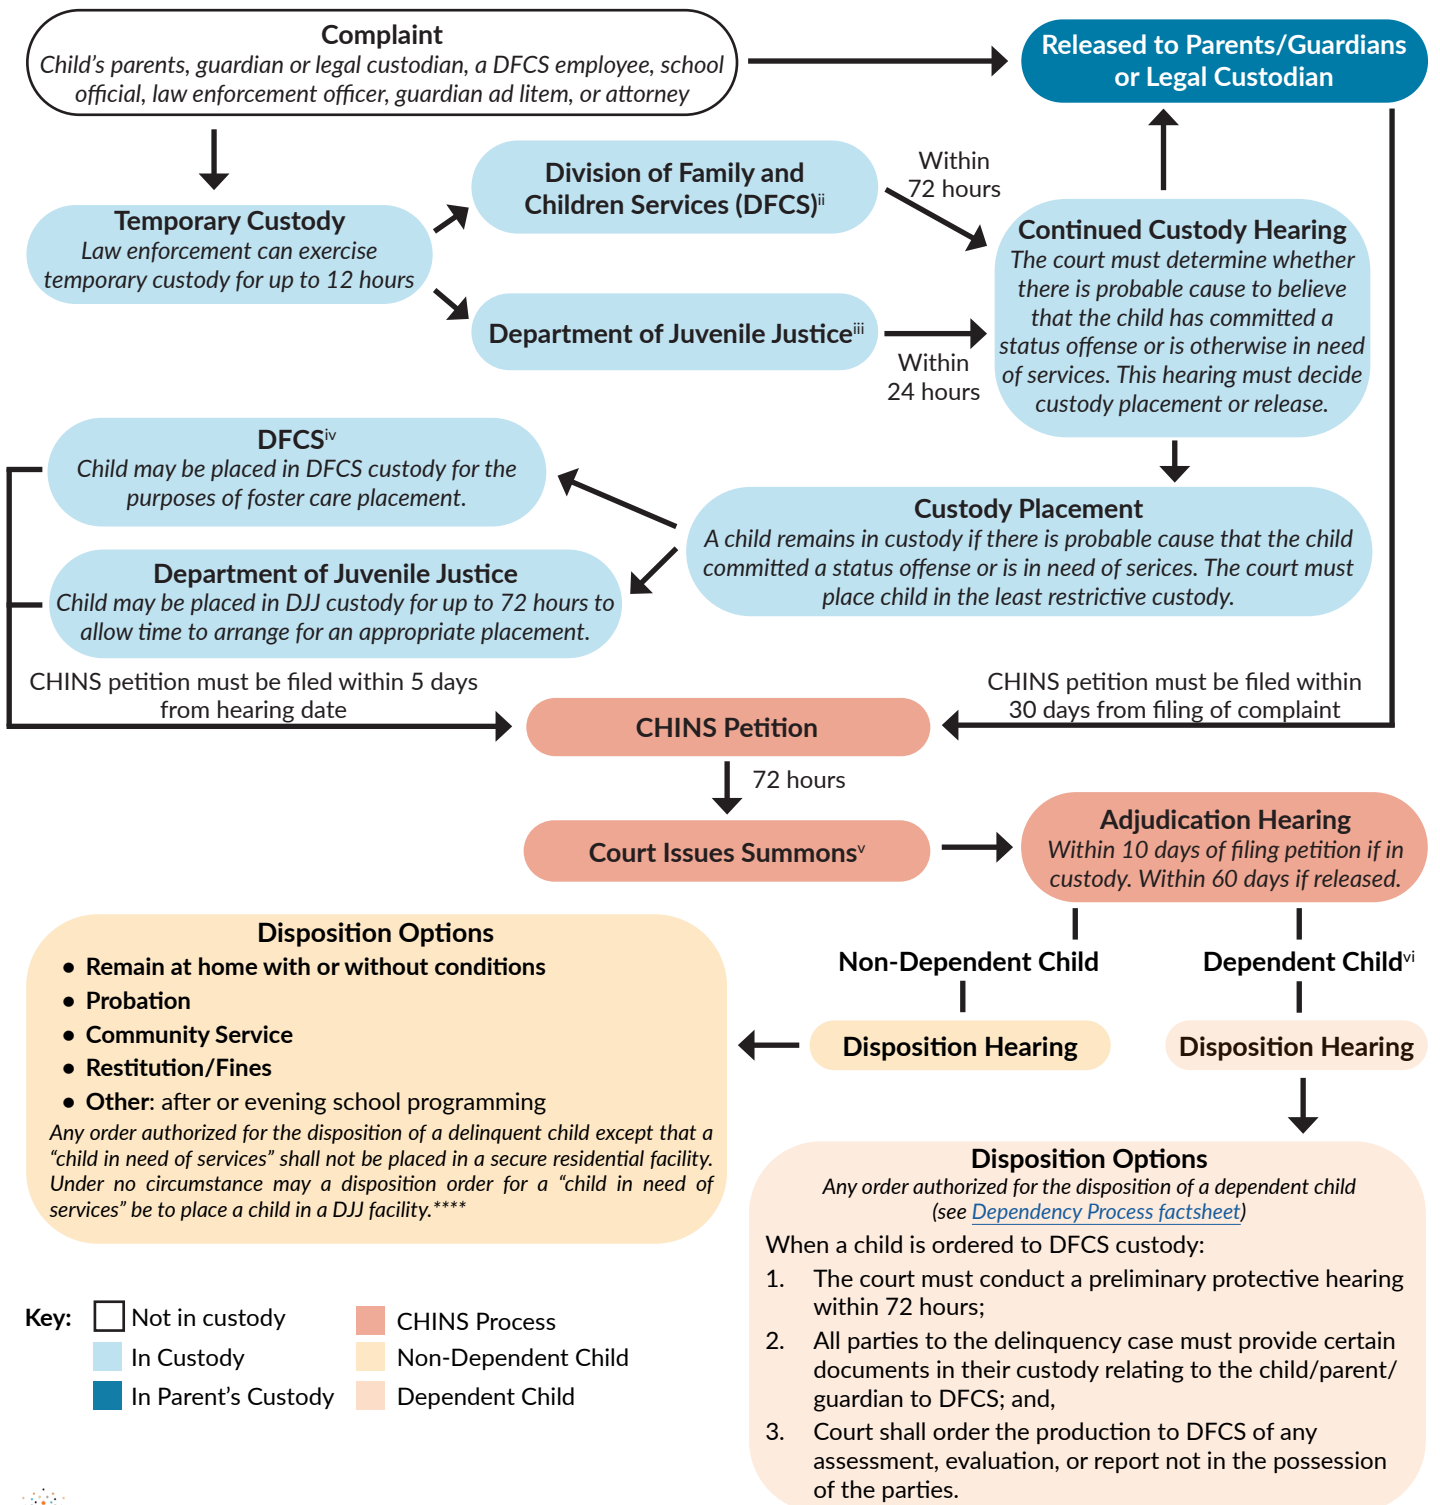 Complaint
Child's parents, guardian or legal custodian, a DFCS employee, school
official, law enforcement officer, guardian ad litem, or attorney
Released to Parents/Guardians
or Legal Custodian
Temporary Custody
Law enforcement can exercise
temporary custody for up to 12 hours
Division of Family and
Children Services (DFCS)ii
Within
72 hours
Department of Juvenile Justiceiii
Within
24 hours
Continued Custody Hearing
The court must determine whether
there is probable cause to believe
that the child has committed a
status offense or is otherwise in need
of services. This hearing must decide
custody placement or release.
DFCSiv
Child may be placed in DFCS custody for the
purposes of foster care placement.
Custody Placement
A child remains in custody if there is probable cause that the child
committed a status offense or is in need of serices. The court must
place child in the least restrictive custody.
Department of Juvenile Justice
Child may be placed in DJJ custody for up to 72 hours to
allow time to arrange for an appropriate placement.
CHINS petition must be filed within 5 days
from hearing date
CHINS petition must be filed within
30 days from filing of complaint
CHINS Petition
72 hours
Court Issues Summonsv
Adjudication Hearing
Within 10 days of filing petition if in
custody. Within 60 days if released.
Non-Dependent Child
Dependent Childvi
Disposition Hearing
Disposition Hearing
Disposition Options
• Remain at home with or without conditions
• Probation
• Community Service
• Restitution/Fines
• Other: after or evening school programming
Any order authorized for the disposition of a delinquent child except that a
"child in need of services" shall not be placed in a secure residential facility.
Under no circumstance may a disposition order for a "child in need of
services" be to place a child in a DJJ facility.****
Disposition Options
Any order authorized for the disposition of a dependent child
(see Dependency Process factsheet)
When a child is ordered to DFCS custody:
1. The court must conduct a preliminary protective hearing
within 72 hours;
2. All parties to the delinquency case must provide certain
documents in their custody relating to the child/parent/
guardian to DFCS; and,
3. Court shall order the production to DFCS of any
assessment, evaluation, or report not in the possession
of the parties.
Key:
Not in custody
In Custody
In Parent's Custody
CHINS Process
Non-Dependent Child
Dependent Child